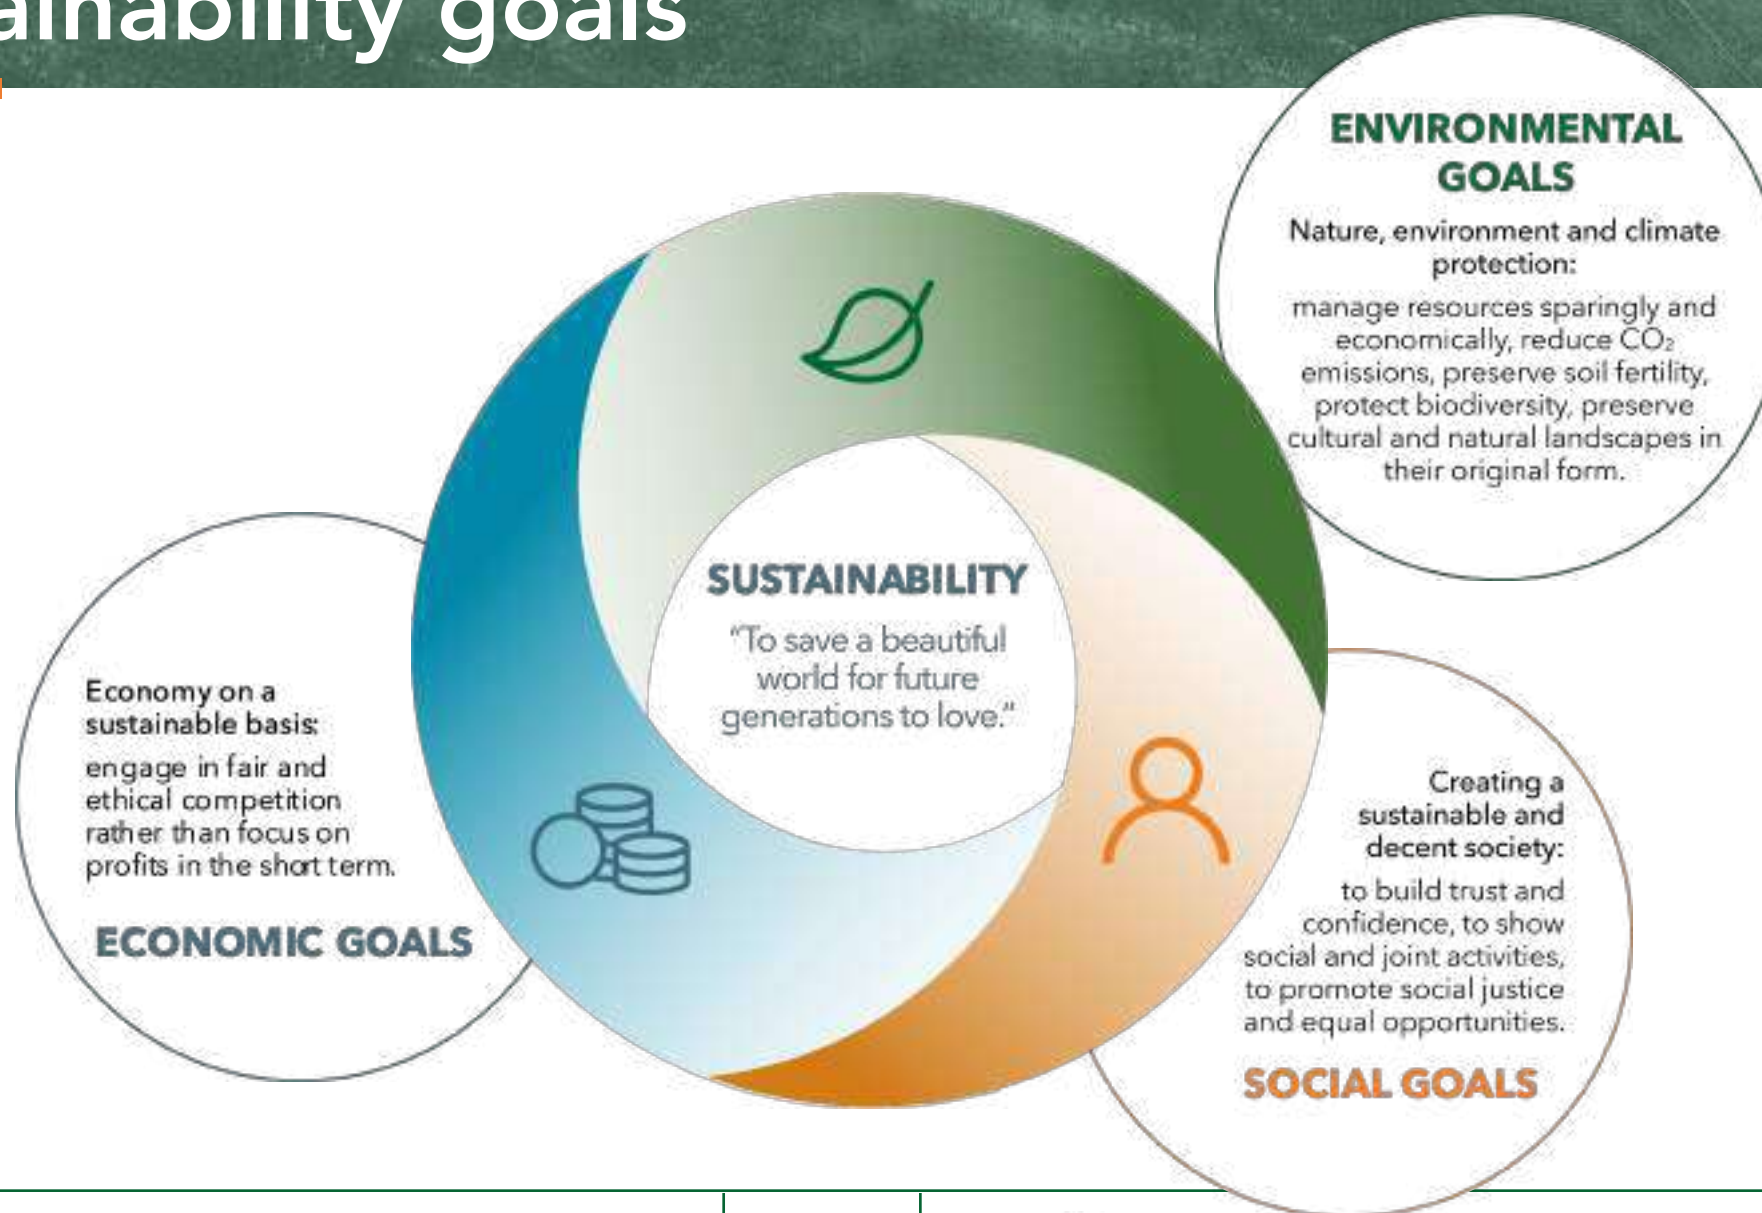 ainability goals
ENVIRONMENTAL
GOALS
Nature, environment and climate
protection:
manage resources sparingly and
economically, reduce CO₂
emissions, preserve soil fertility,
protect biodiversity, preserve
cultural and natural landscapes in
their original form.
SUSTAINABILITY
“To save a beautiful
world for future
generations to love.”
Economy on a
sustainable basis:
engage in fair and
ethical competition
rather than focus on
profits in the short term.
ECONOMIC GOALS
Creating a
sustainable and
decent society:
to build trust and
confidence, to show
social and joint activities,
to promote social justice
and equal opportunities.
SOCIAL GOALS